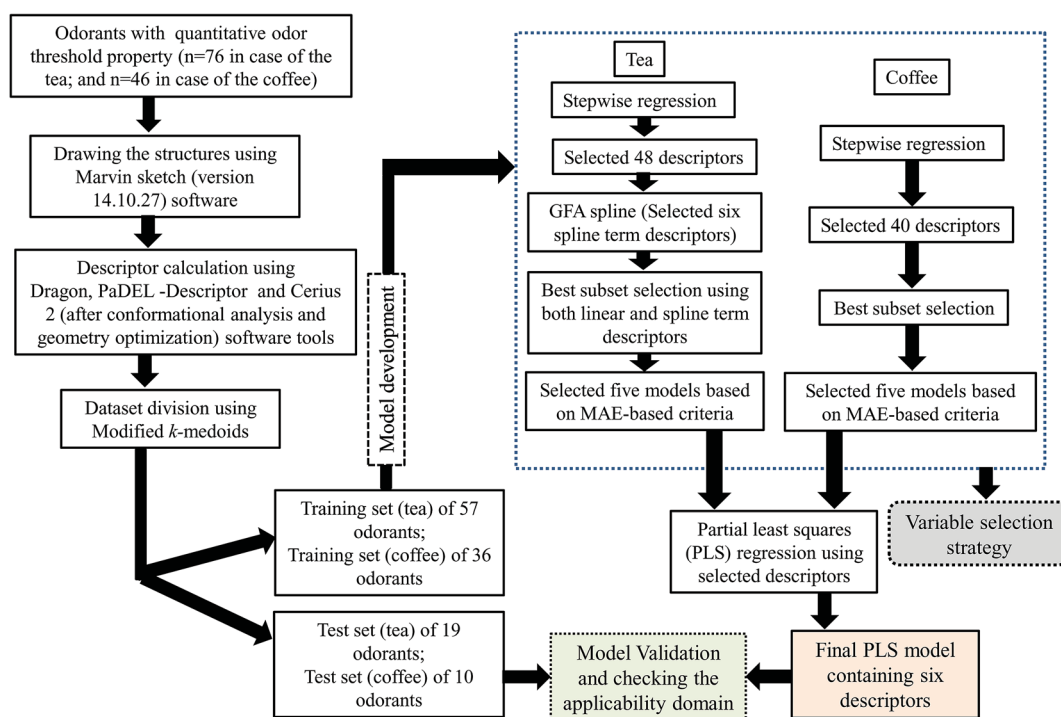 Odorants with quantitative odor
threshold property (n=76 in case of the
tea; and n=46 in case of the coffee)
Drawing the structures using
Marvin sketch (version
14.10.27) software
Descriptor calculation using
Dragon, PaDEL -Descriptor and Cerius
2 (after conformational analysis and
geometry optimization) software tools
Dataset division using
Modified k-medoids
Training set (tea) of 57
odorants;
Training set (coffee) of 36
odorants
Test set (tea) of 19
odorants;
Test set (coffee) of 10
odorants
Model development
Tea
Stepwise regression
Selected 48 descriptors
GFA spline (Selected six
spline term descriptors)
Best subset selection using
both linear and spline term
descriptors
Selected five models based
on MAE-based criteria
Coffee
Stepwise regression
Selected 40 descriptors
Best subset selection
Selected five models based
on MAE-based criteria
Variable selection
strategy
Partial least squares
(PLS) regression using
selected descriptors
Final PLS model
containing six
descriptors
Model Validation
and checking the
applicability domain